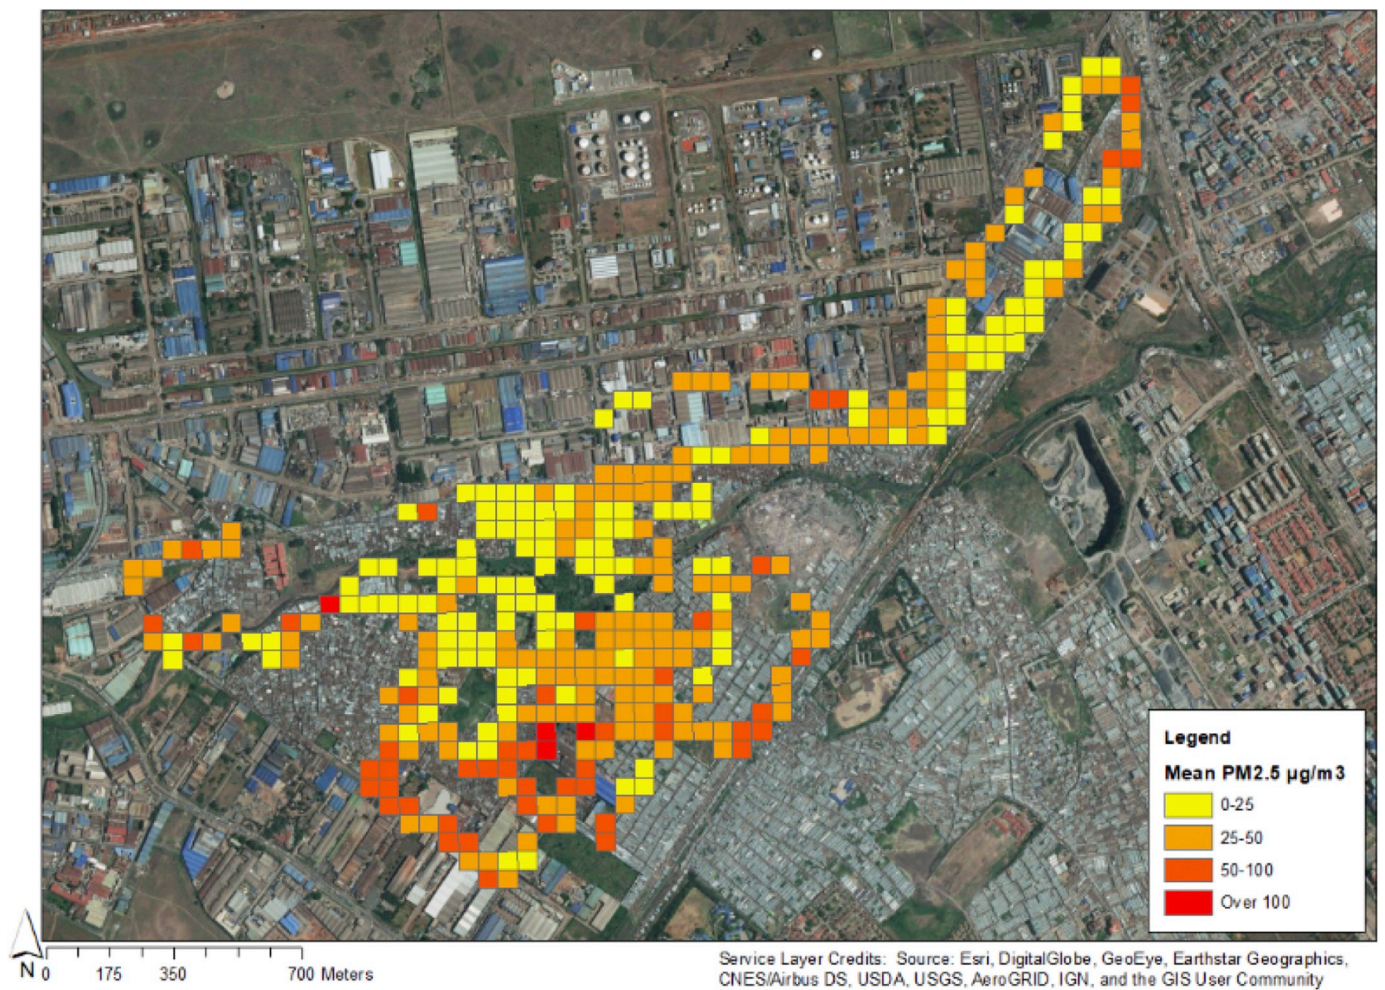 Legend
Mean PM2.5 µg/m3
0-25
25-50
50-100
Over 100
N
0 175 350 700 Meters
Service Layer Credits: Source: Esri, DigitalGlobe, GeoEye, Earthstar Geographics,
CNES/Airbus DS, USDA, USGS, AeroGRID, IGN, and the GIS User Community